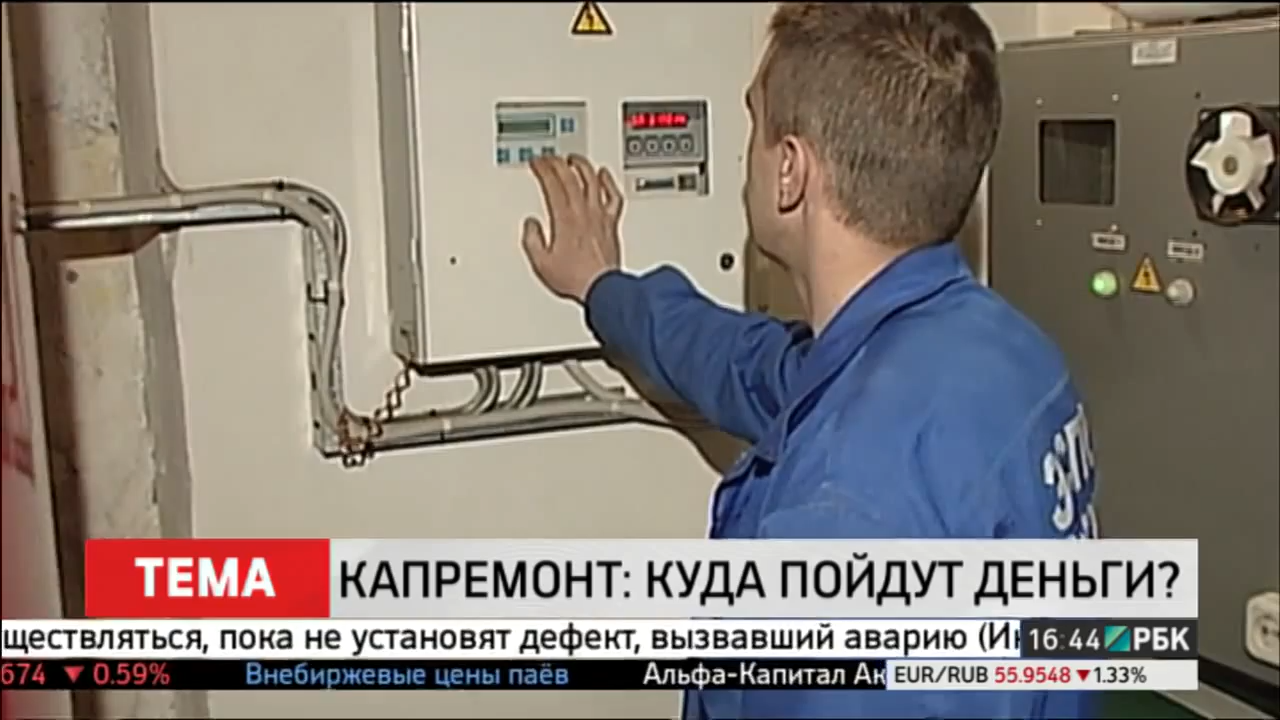 ТЕМА
КАПРЕМОНТ: КУДА ПОЙДУТ ДЕНЬГИ?
ществляться, пока не установят дефект, вызвавший аварию (Ин
16:44 РБК
674 ▼ 0.59% Внебиржевые цены паёв Альфа-Капитал Ак
EUR/RUB 55.9548 ▼1.33%